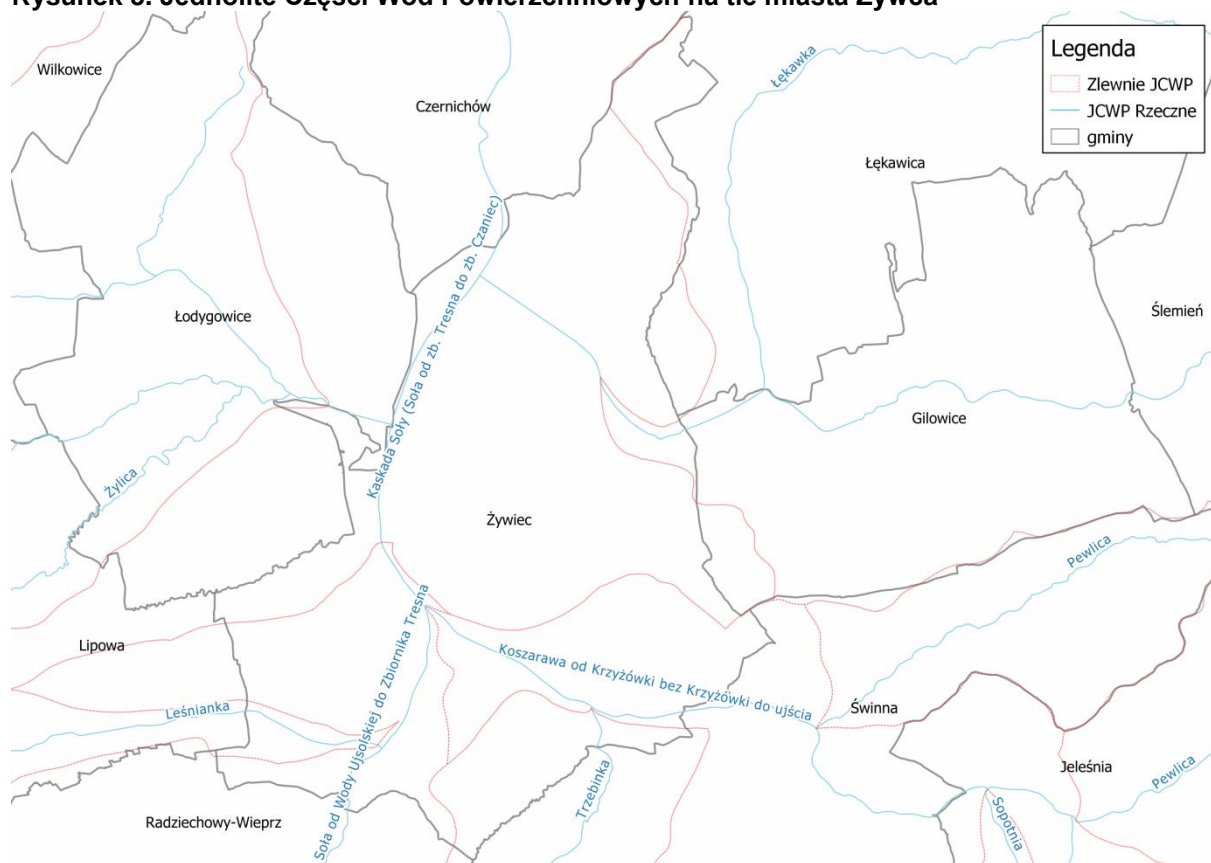 Rysunek 3. Jednolite Części Wód Powierzchniowych na tle miasta Żywca
Legenda
Zlewnie JCWP
JCWP Rzeczne
gminy
Wilkowice
Czernichów
Łękawka
Łękawica
Ślemień
Łodygowice
Kaskada Soły (Soła od zb. Tresna do zb. Czaniec)
Gilowice
Żylica
Żywiec
Pewlica
Lipowa
Soła od Wody Ujsolskiej do Zbiornika Tresna
Koszarawa od Krzyżówki bez Krzyżówki do ujścia
Leśnianka
Świnna
Jeleśnia
Pewlica
Trzebinka
Sopotnia
Radziechowy-Wieprz